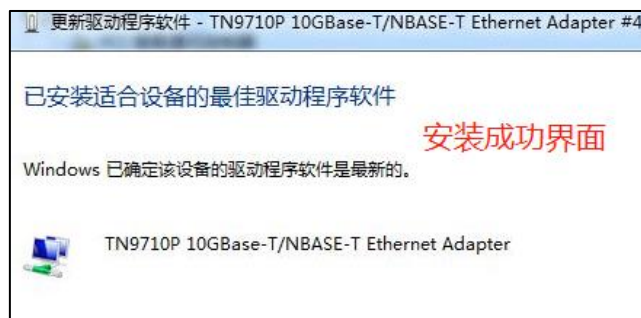 更新驱动程序软件 - TN9710P 10GBase-T/NBASE-T Ethernet Adapter #4
已安装适合设备的最佳驱动程序软件
安装成功界面
Windows 已确定该设备的驱动程序软件是最新的。
TN9710P 10GBase-T/NBASE-T Ethernet Adapter